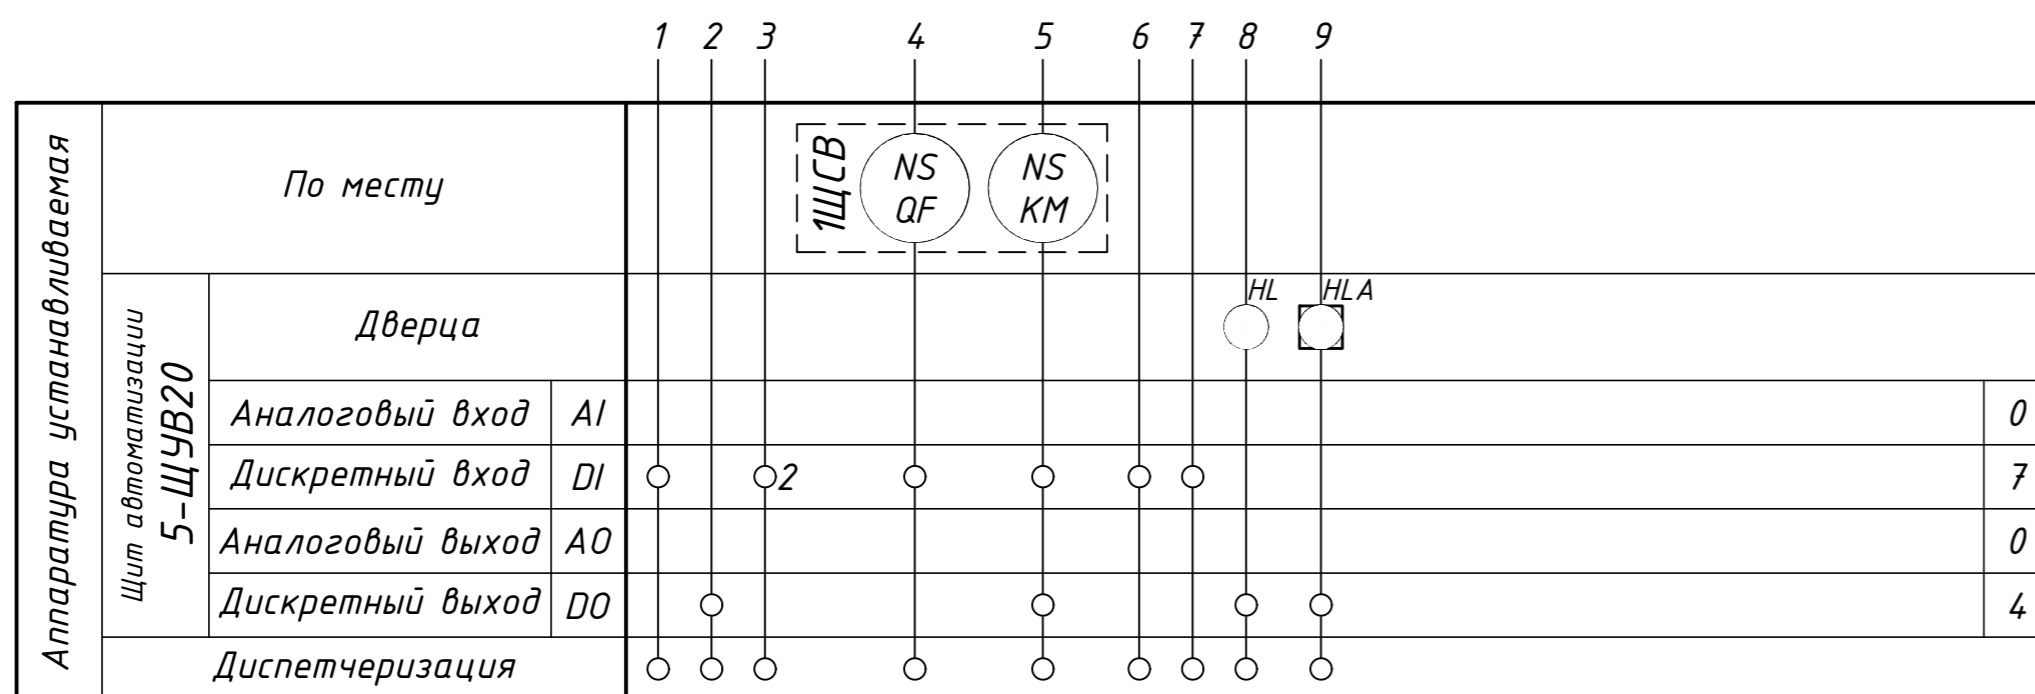 1 2 3 4 5 6 7 8 9
Аппаратура устанавливаемая
По месту
1ЩСВ
NS
QF
NS
KM
Щит автоматизации
5-ЩУВ20
Дверца
HL
HLA
Аналоговый вход AI 0
Дискретный вход DI 2 7
Аналоговый выход AO 0
Дискретный выход DO 4
Диспетчеризация